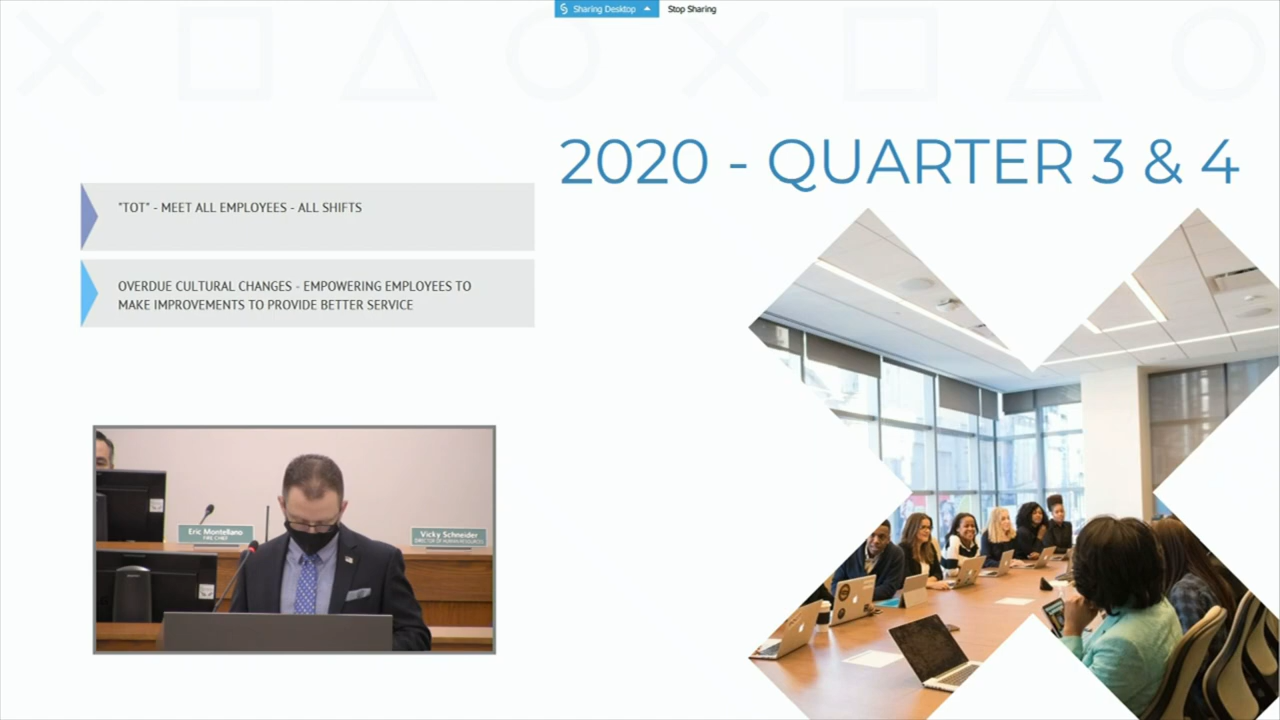 Sharing Desktop
Stop Sharing
2020 - QUARTER 3 & 4
"TOT" - MEET ALL EMPLOYEES - ALL SHIFTS
OVERDUE CULTURAL CHANGES - EMPOWERING EMPLOYEES TO
MAKE IMPROVEMENTS TO PROVIDE BETTER SERVICE
Eric Montellano
FIRE CHIEF
Vicky Schneider
DIRECTOR OF HUMAN RESOURCES